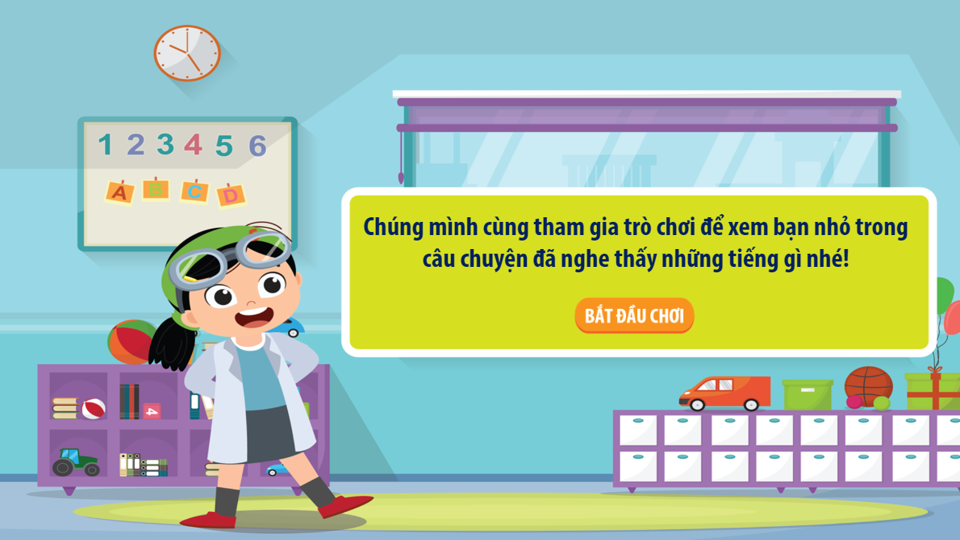 1 2 3 4 5 6
A B C D
Chúng mình cùng tham gia trò chơi để xem bạn nhỏ trong
câu chuyện đã nghe thấy những tiếng gì nhé!
BẮT ĐẦU CHƠI
4